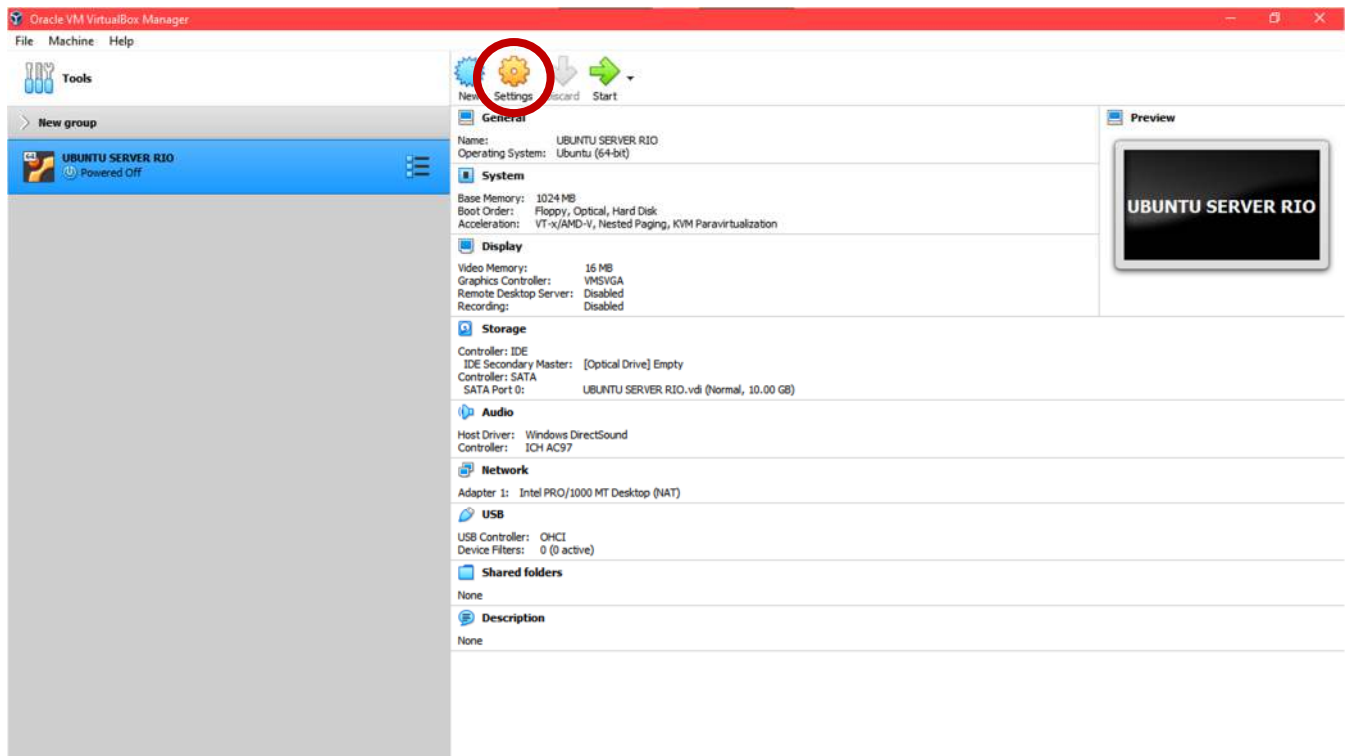 Oracle VM VirtualBox Manager
File Machine Help
Tools
New Settings Discard Start
New group
UBUNTU SERVER RIO
Powered Off
General
Name: UBUNTU SERVER RIO
Operating System: Ubuntu (64-bit)
System
Base Memory: 1024 MB
Boot Order: Floppy, Optical, Hard Disk
Acceleration: VT-x/AMD-V, Nested Paging, KVM Paravirtualization
Display
Video Memory: 16 MB
Graphics Controller: VMSVGA
Remote Desktop Server: Disabled
Recording: Disabled
Storage
Controller: IDE
IDE Secondary Master: [Optical Drive] Empty
Controller: SATA
SATA Port 0: UBUNTU SERVER RIO.vdi (Normal, 10.00 GB)
Audio
Host Driver: Windows DirectSound
Controller: ICH AC97
Network
Adapter 1: Intel PRO/1000 MT Desktop (NAT)
USB
USB Controller: OHCI
Device Filters: 0 (0 active)
Shared folders
None
Description
None
Preview
UBUNTU SERVER RIO
64